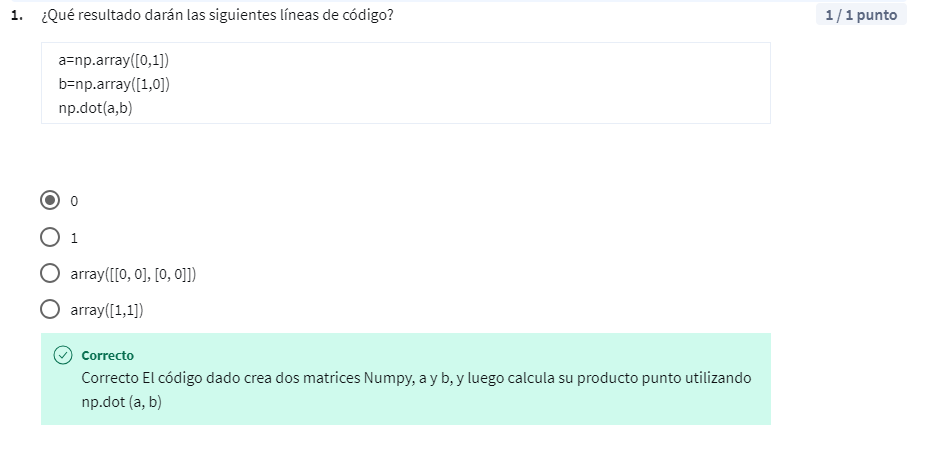 1. ¿Qué resultado darán las siguientes líneas de código?
1 / 1 punto
a=np.array([0,1])
b=np.array([1,0])
np.dot(a,b)
0
1
array([[0, 0], [0, 0]])
array([1,1])
Correcto
Correcto El código dado crea dos matrices Numpy, a y b, y luego calcula su producto punto utilizando
np.dot (a, b)